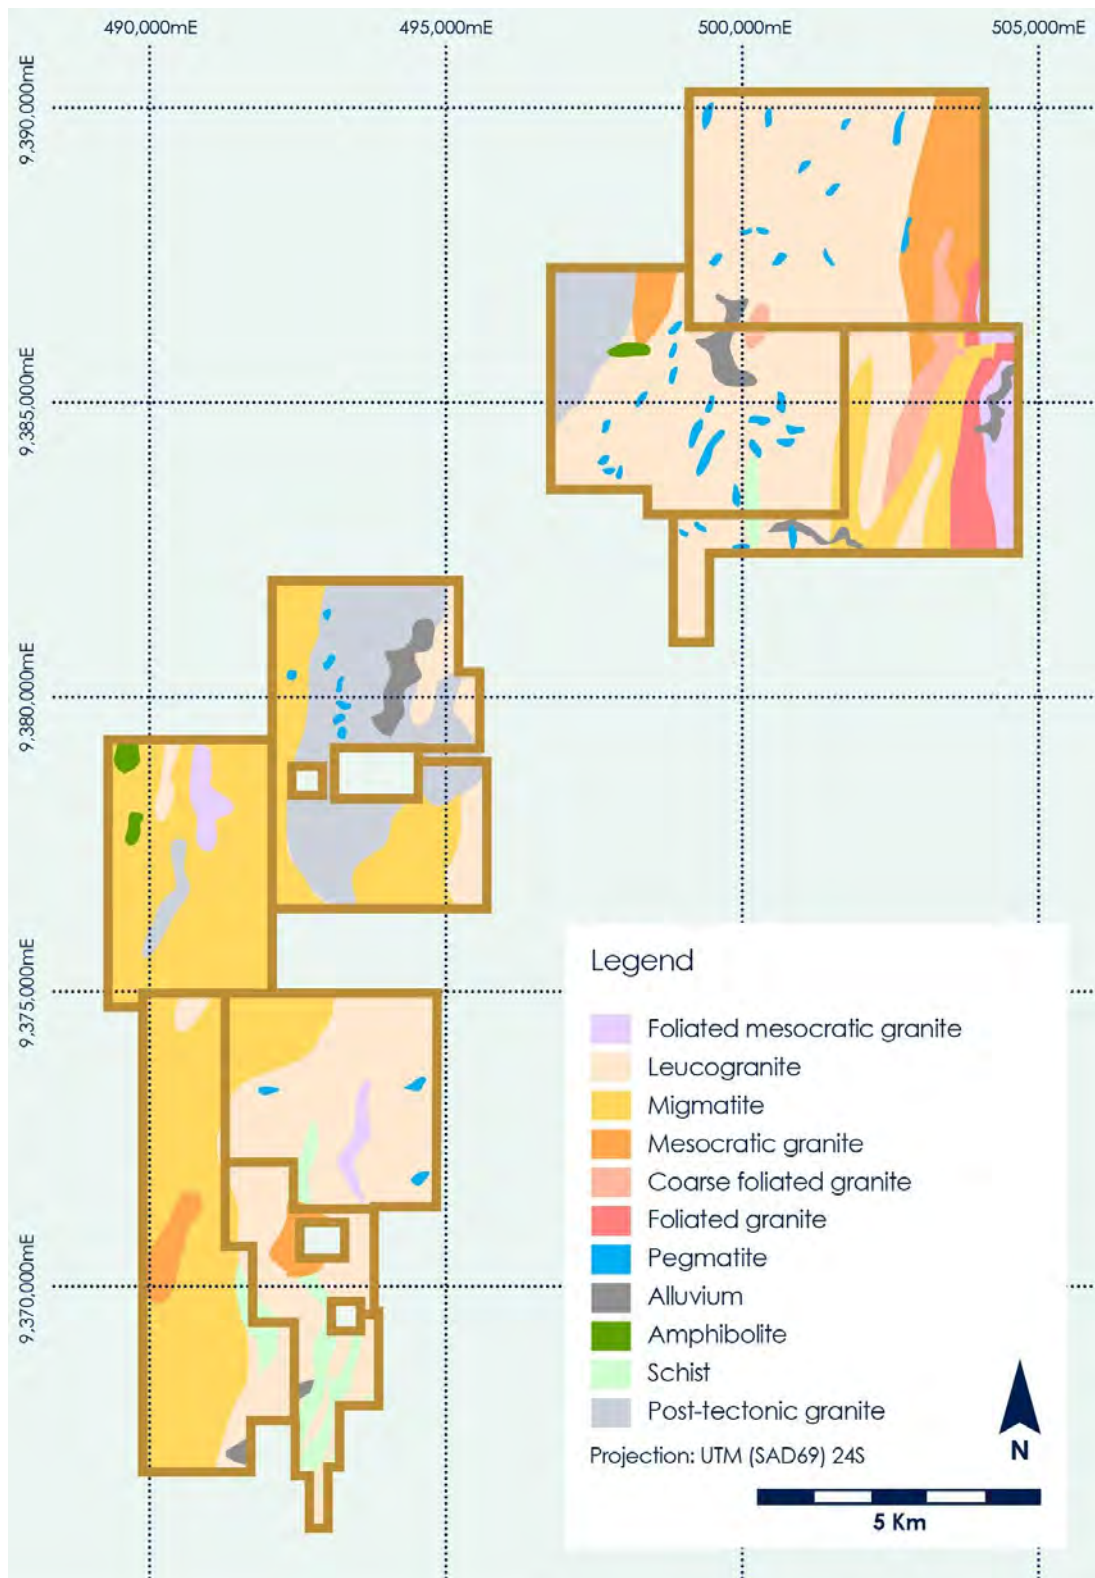 490,000mE
495,000mE
500,000mE
505,000mE
9,390,000mE
9,385,000mE
9,380,000mE
9,375,000mE
9,370,000mE
Legend
Foliated mesocratic granite
Leucogranite
Migmatite
Mesocratic granite
Coarse foliated granite
Foliated granite
Pegmatite
Alluvium
Amphibolite
Schist
Post-tectonic granite
Projection: UTM (SAD69) 24S
N
5 Km